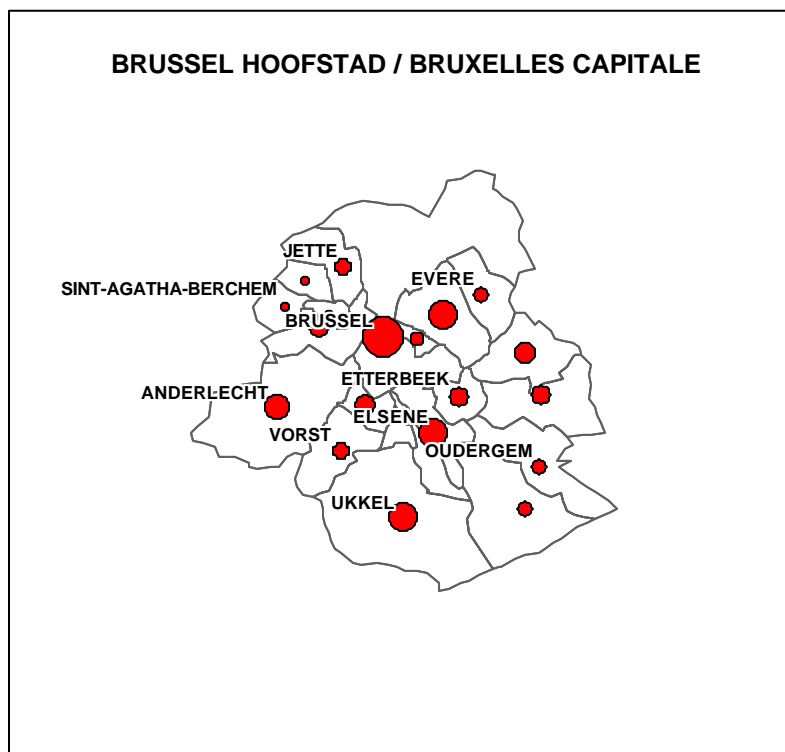 BRUSSEL HOOFSTAD / BRUXELLES CAPITALE
JETTE
EVERE
SINT-AGATHA-BERCHEM
BRUSSEL
ETTERBEEK
ANDERLECHT
ELSENE
VORST
OUDERGEM
UKKEL